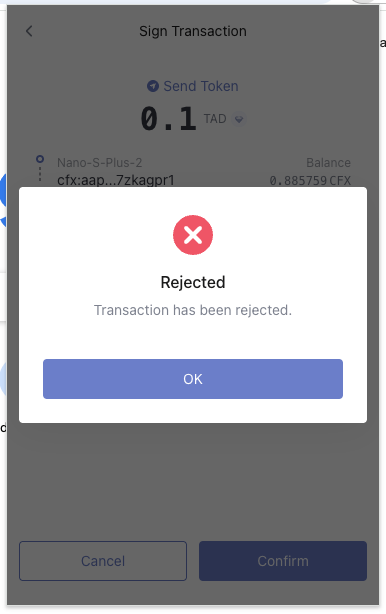 Sign Transaction
a
Send Token
0.1 TAD
Nano-S-Plus-2 Balance
cfx:aap...7zkagpr1 0.885759 CFX
Rejected
Transaction has been rejected.
OK
d
Cancel Confirm